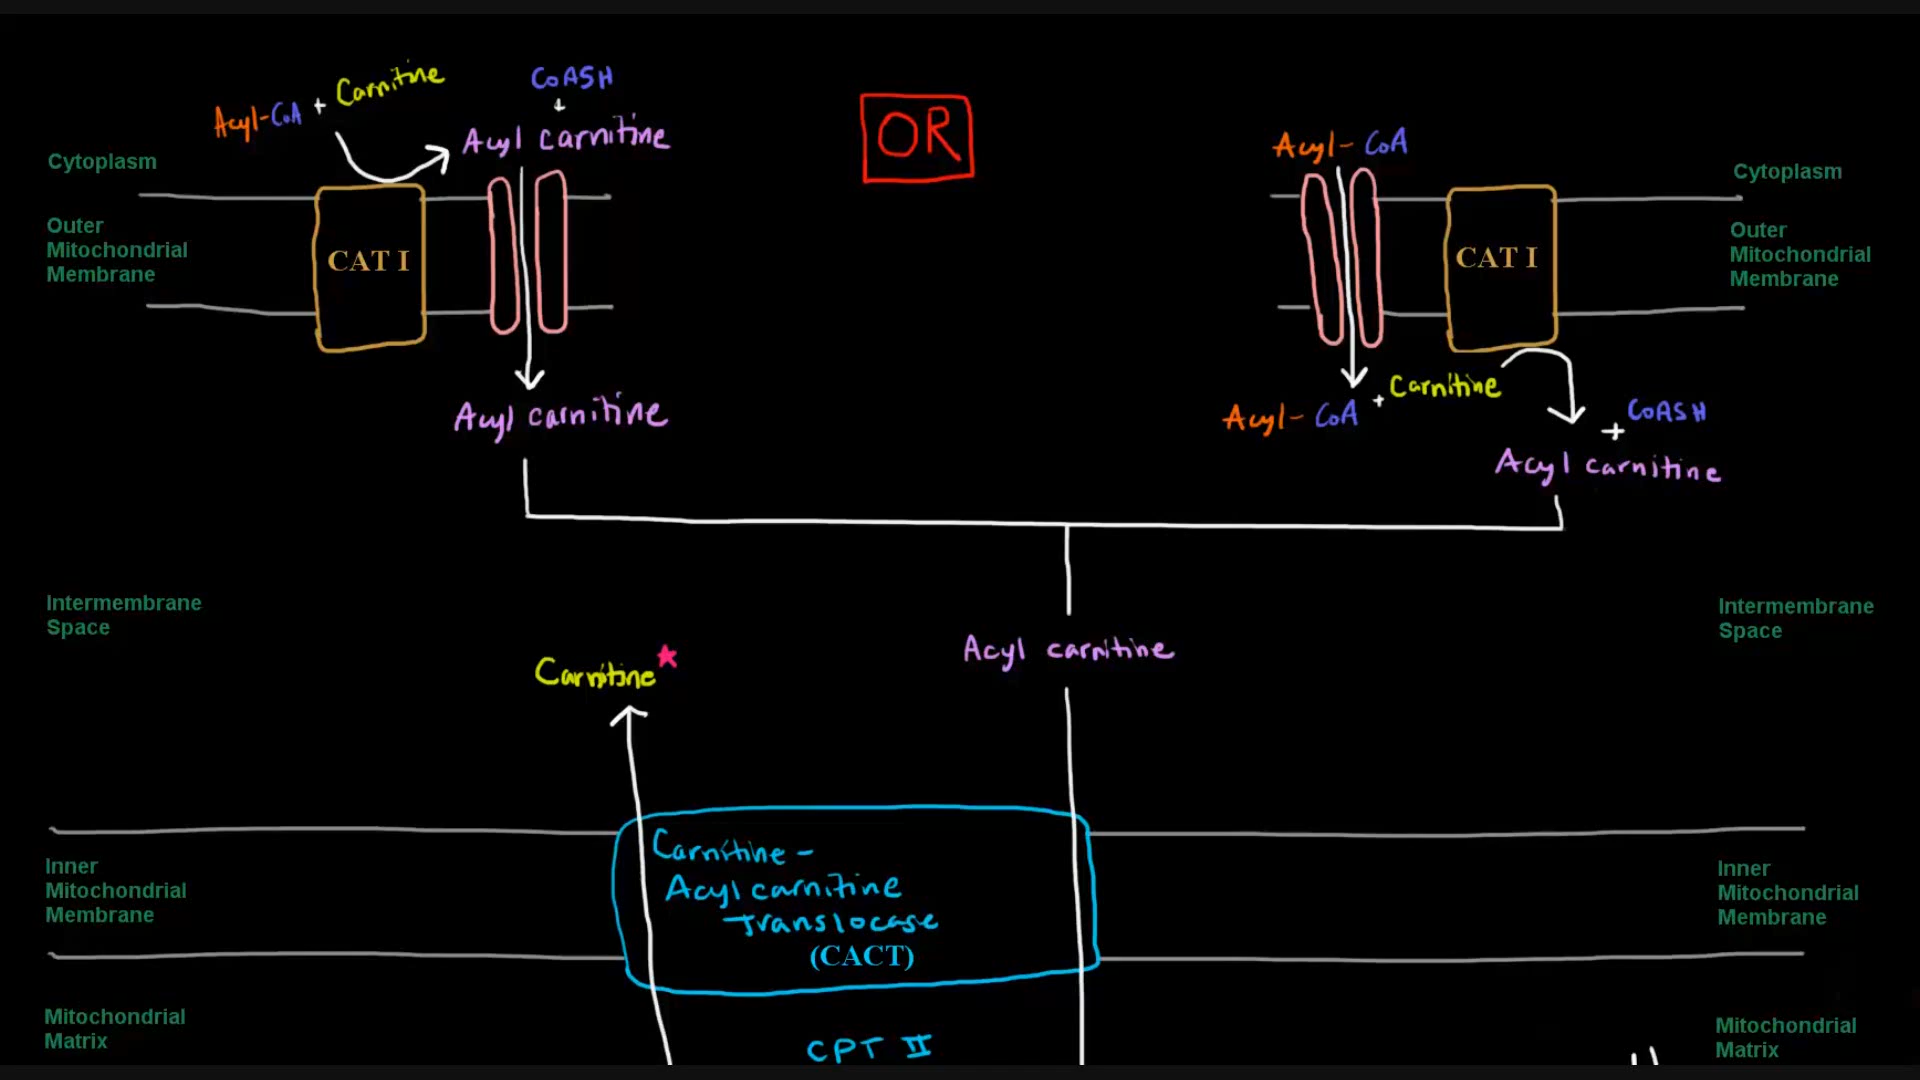 Acyl-CoA + Carnitine
CoASH
+
Acyl carnitine
OR
Acyl-CoA
Cytoplasm
Cytoplasm
Outer
Mitochondrial
Membrane
CAT I
CAT I
Outer
Mitochondrial
Membrane
Acyl carnitine
Acyl-CoA + Carnitine
+ CoASH
Acyl carnitine
Intermembrane
Space
Intermembrane
Space
Carnitine
Acyl carnitine
Inner
Mitochondrial
Membrane
Carnitine-
Acyl carnitine
Translocase
(CACT)
Inner
Mitochondrial
Membrane
Mitochondrial
Matrix
CPT II
Mitochondrial
Matrix